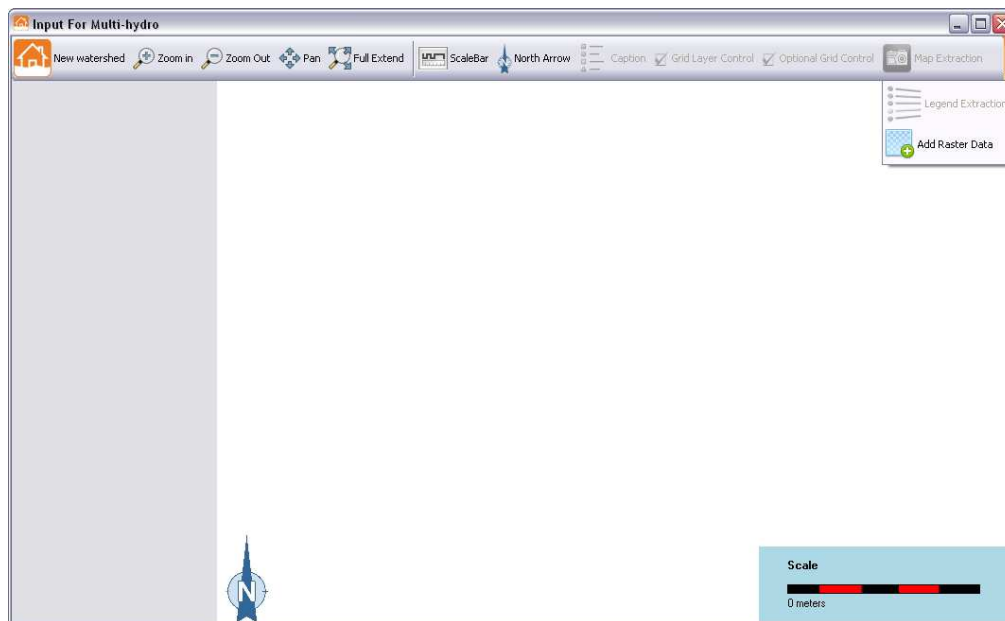 Input For Multi-hydro
New watershed Zoom in Zoom Out Pan Full Extend ScaleBar North Arrow Caption Grid Layer Control Optional Grid Control Map Extraction
Legend Extraction
Add Raster Data
N
Scale
0 meters